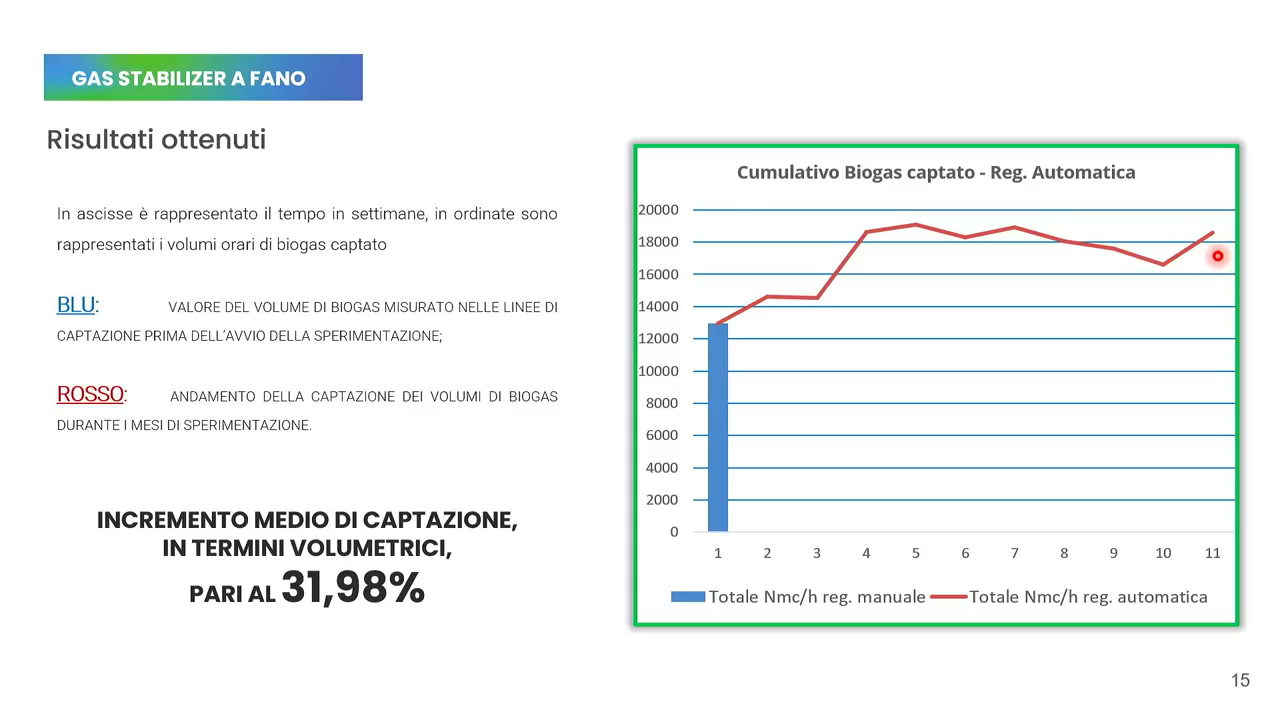 GAS STABILIZER A FANO
Risultati ottenuti
In ascisse è rappresentato il tempo in settimane, in ordinate sono
rappresentati i volumi orari di biogas captato
BLU: VALORE DEL VOLUME DI BIOGAS MISURATO NELLE LINEE DI
CAPTAZIONE PRIMA DELL'AVVIO DELLA SPERIMENTAZIONE;
ROSSO: ANDAMENTO DELLA CAPTAZIONE DEI VOLUMI DI BIOGAS
DURANTE I MESI DI SPERIMENTAZIONE.
INCREMENTO MEDIO DI CAPTAZIONE,
IN TERMINI VOLUMETRICI,
PARI AL 31,98%
Cumulativo Biogas captato - Reg. Automatica
20000
18000
16000
14000
12000
10000
8000
6000
4000
2000
0
1 2 3 4 5 6 7 8 9 10 11
Totale Nmc/h reg. manuale Totale Nmc/h reg. automatica
15